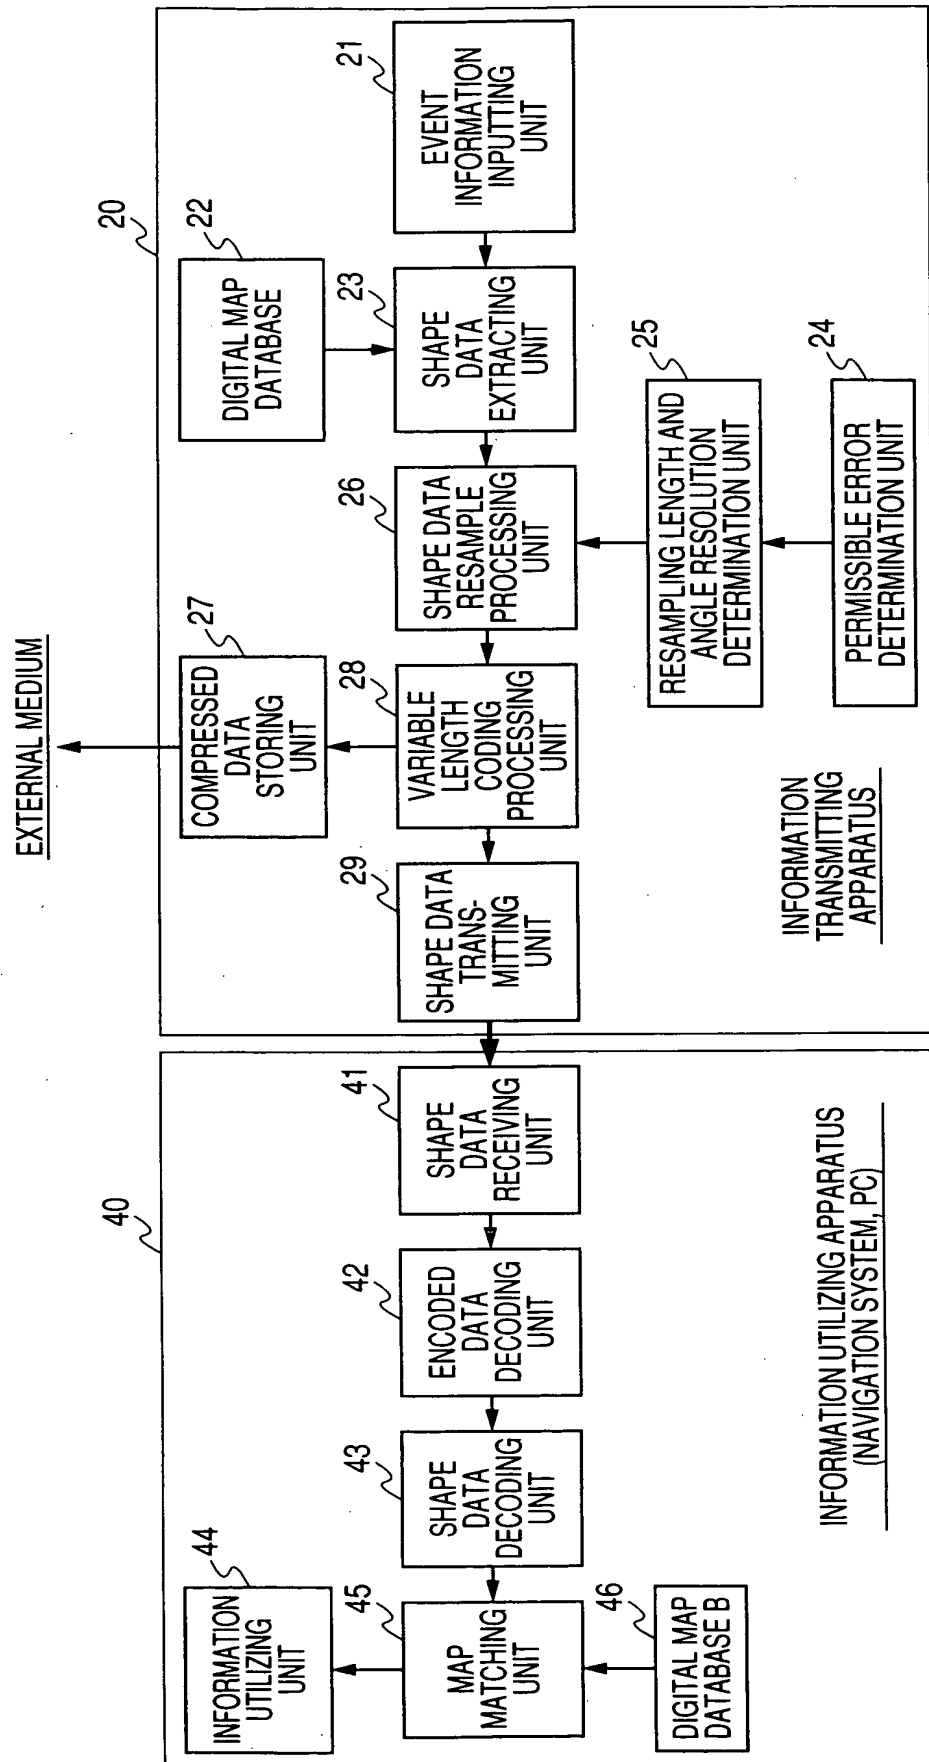 EXTERNAL MEDIUM
40
20
44
INFORMATION
UTILIZING
UNIT
45
MAP
MATCHING
UNIT
46
DIGITAL MAP
DATABASE B
43
SHAPE
DATA
DECODING
UNIT
42
ENCODED
DATA
DECODING
UNIT
41
SHAPE
DATA
RECEIVING
UNIT
INFORMATION UTILIZING APPARATUS
(NAVIGATION SYSTEM, PC)
29
SHAPE DATA
TRANS-
MITTING
UNIT
27
COMPRESSED
DATA
STORING
UNIT
28
VARIABLE
LENGTH
CODING
PROCESSING
UNIT
26
SHAPE DATA
RESAMPLE
PROCESSING
UNIT
22
DIGITAL MAP
DATABASE
23
SHAPE
DATA
EXTRACTING
UNIT
21
EVENT
INFORMATION
INPUTTING
UNIT
25
RESAMPLING LENGTH AND
ANGLE RESOLUTION
DETERMINATION UNIT
24
PERMISSIBLE ERROR
DETERMINATION UNIT
INFORMATION
TRANSMITTING
APPARATUS